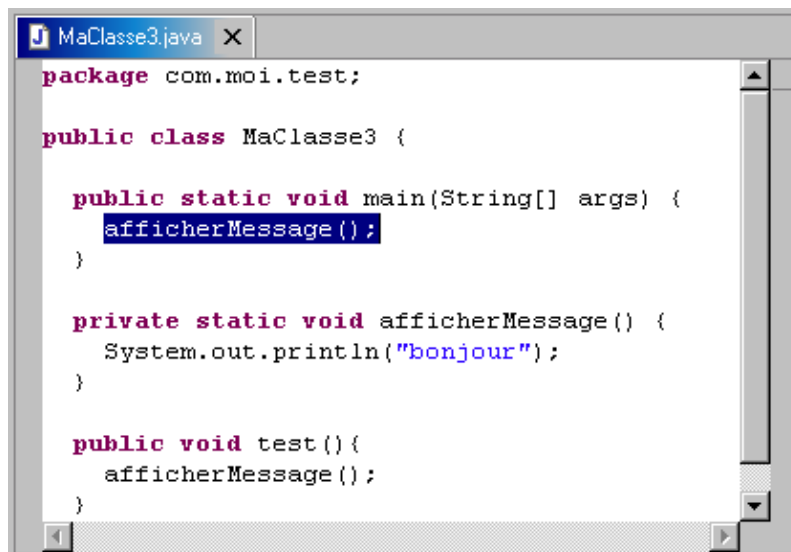 MaClasse3.java
package com.moi.test;
public class MaClasse3 {
public static void main(String[] args) {
afficherMessage();
}
private static void afficherMessage() {
System.out.println("bonjour");
}
public void test(){
afficherMessage();
}